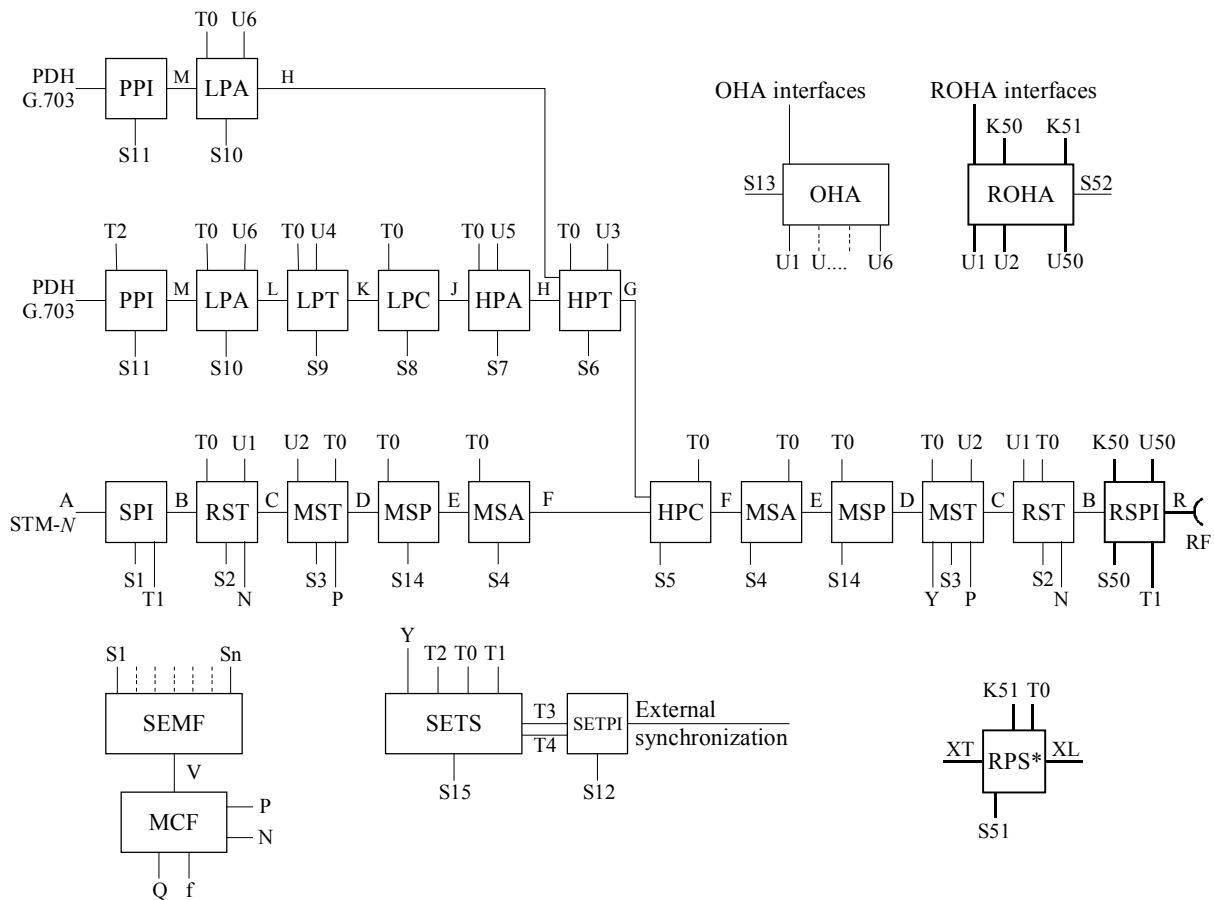 T0 U6
PDH
G.703
PPI M LPA H
S11 S10
OHA interfaces ROHA interfaces
K50 K51
S13 OHA ROHA S52
U1 U.... U6 U1 U2 U50
T2 T0 U6 T0 U4 T0 T0 U5 T0 U3
PDH
G.703
PPI M LPA L LPT K LPC J HPA H HPT G
S11 S10 S9 S8 S7 S6
T0 U1 U2 T0 T0 T0 T0 T0 T0 T0 U2 U1 T0 K50 U50
A
STM-N
SPI B RST C MST D MSP E MSA F HPC F MSA E MSP D MST C RST B RSPI R
RF
S1 S2 S3 S14 S4 S5 S4 S14 S3 S2 S50
T1 N P Y P N T1
S1 Sn
SEMF
V
MCF
P
N
Q f
Y
T2 T0 T1
SETS T3 SETPI External
T4 synchronization
S15 S12
K51 T0
XT RPS* XL
S51